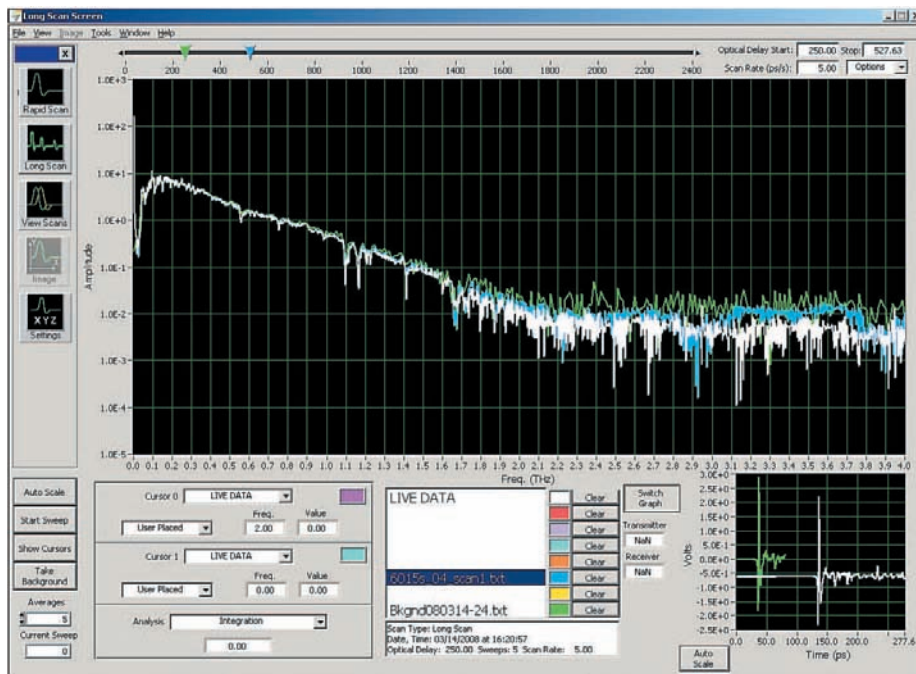 Long Scan Screen
File View Image Tools Window Help
Optical Delay Start: 250.00 Stop: 527.63
Scan Rate (ps/s): 5.00 Options
0 200 400 600 800 1000 1200 1400 1600 1800 2000 2200 2400
X
Rapid Scan
Long Scan
View Scans
Image
XYZ
Settings
Amplitude
1.0E+3
1.0E+2
1.0E+1
1.0E+0
1.0E-1
1.0E-2
1.0E-3
1.0E-4
1.0E-5
0.0 0.1 0.2 0.3 0.4 0.5 0.6 0.7 0.8 0.9 1.0 1.1 1.2 1.3 1.4 1.5 1.6 1.7 1.8 1.9 2.0 2.1 2.2 2.3 2.4 2.5 2.6 2.7 2.8 2.9 3.0 3.1 3.2 3.3 3.4 3.5 3.6 3.7 3.8 3.9 4.0
Freq. (THz)
Auto Scale
Start Sweep
Show Cursors
Take Background
Averages
5
Current Sweep
0
Cursor 0 LIVE DATA
Freq. Value
User Placed 2.00 0.00
Cursor 1 LIVE DATA
Freq. Value
User Placed 0.00 0.00
Analysis Integration
0.00
LIVE DATA
6015s_04_scan1.txt
Bkgnd080314-24.txt
Clear
Clear
Clear
Clear
Clear
Clear
Clear
Clear
Scan Type: Long Scan
Date, Time: 03/14/2008 at 16:20:57
Optical Delay: 250.00 Sweeps: 5 Scan Rate: 5.00
Switch Graph
Transmitter
NaN
Receiver
NaN
Auto Scale
Volts
3.0E+0
2.5E+0
2.0E+0
1.5E+0
1.0E+0
5.0E-1
0.0E+0
-5.0E-1
-1.0E+0
-1.5E+0
-2.0E+0
-2.5E+0
0.0 50.0 150.0 200.0 277.6
Time (ps)